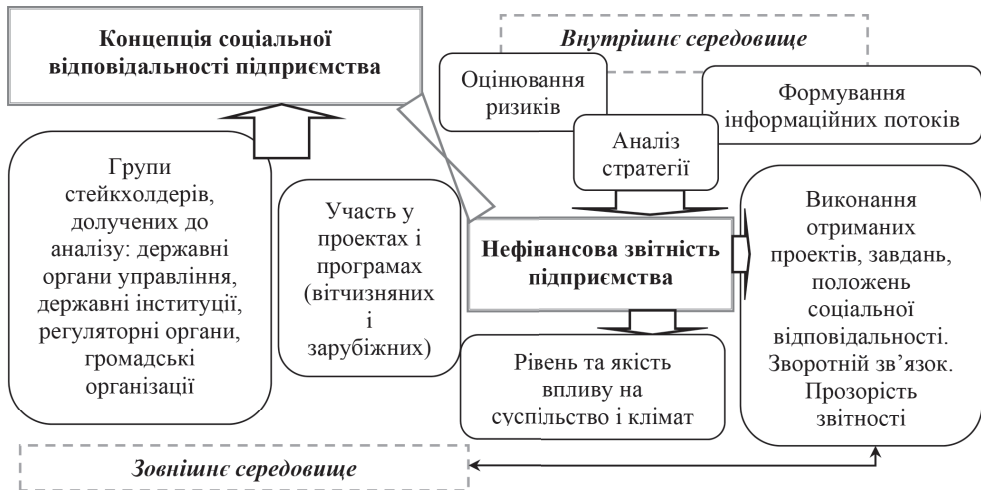 Концепція соціальної
відповідальності підприємства
Внутрішнє середовище
Оцінювання
ризиків
Формування
інформаційних потоків
Аналіз
стратегії
Групи
стейкхолдерів,
долучених до
аналізу: державні
органи управління,
державні інституції,
регуляторні органи,
громадські
організації
Участь у
проектах і
програмах
(вітчизняних
і
зарубіжних)
Нефінансова звітність
підприємства
Виконання
отриманих
проектів, завдань,
положень
соціальної
відповідальності.
Зворотній зв’язок.
Прозорість
звітності
Рівень та якість
впливу на
суспільство і клімат
Зовнішнє середовище